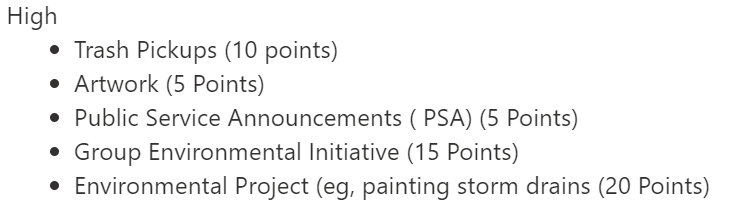 High
• Trash Pickups (10 points)
• Artwork (5 Points)
• Public Service Announcements ( PSA) (5 Points)
• Group Environmental Initiative (15 Points)
• Environmental Project (eg, painting storm drains (20 Points)